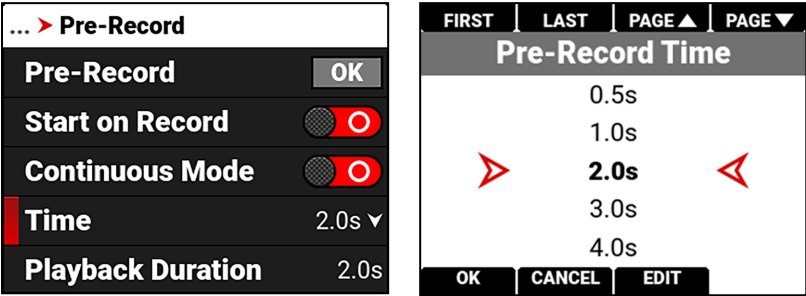 ... Pre-Record
Pre-Record OK
Start on Record
Continuous Mode
Time 2.0s
Playback Duration 2.0s
FIRST LAST PAGE▲ PAGE▼
Pre-Record Time
0.5s
1.0s
2.0s
3.0s
4.0s
OK CANCEL EDIT